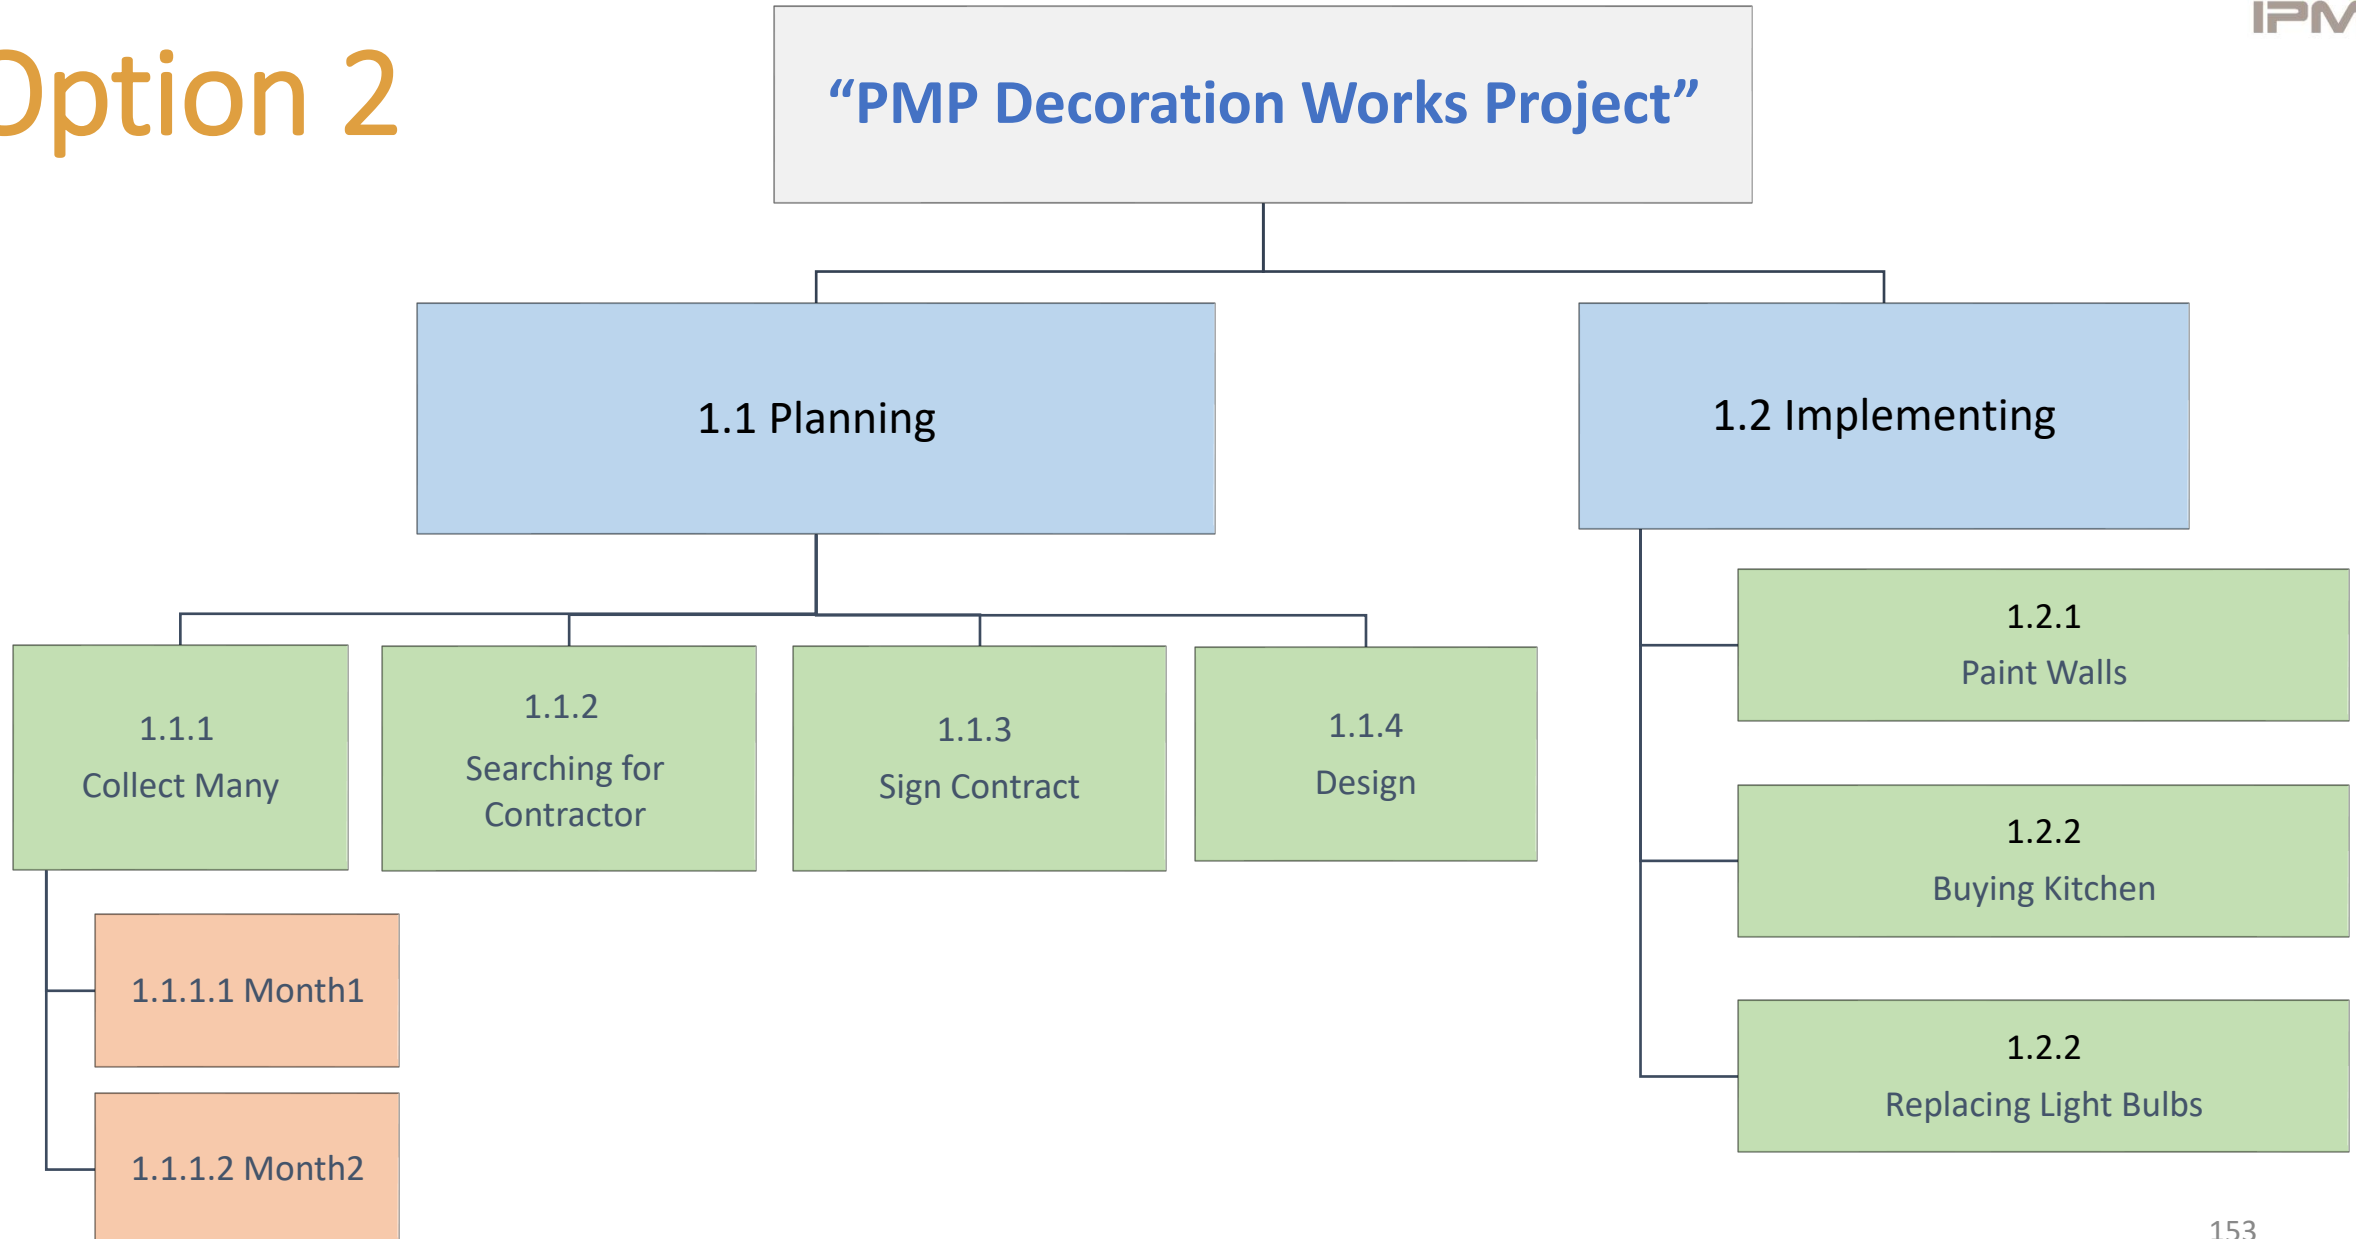 Option 2
IPM
“PMP Decoration Works Project”
1.1 Planning
1.2 Implementing
1.1.1
Collect Many
1.1.2
Searching for
Contractor
1.1.3
Sign Contract
1.1.4
Design
1.1.1.1 Month1
1.1.1.2 Month2
1.2.1
Paint Walls
1.2.2
Buying Kitchen
1.2.2
Replacing Light Bulbs
153